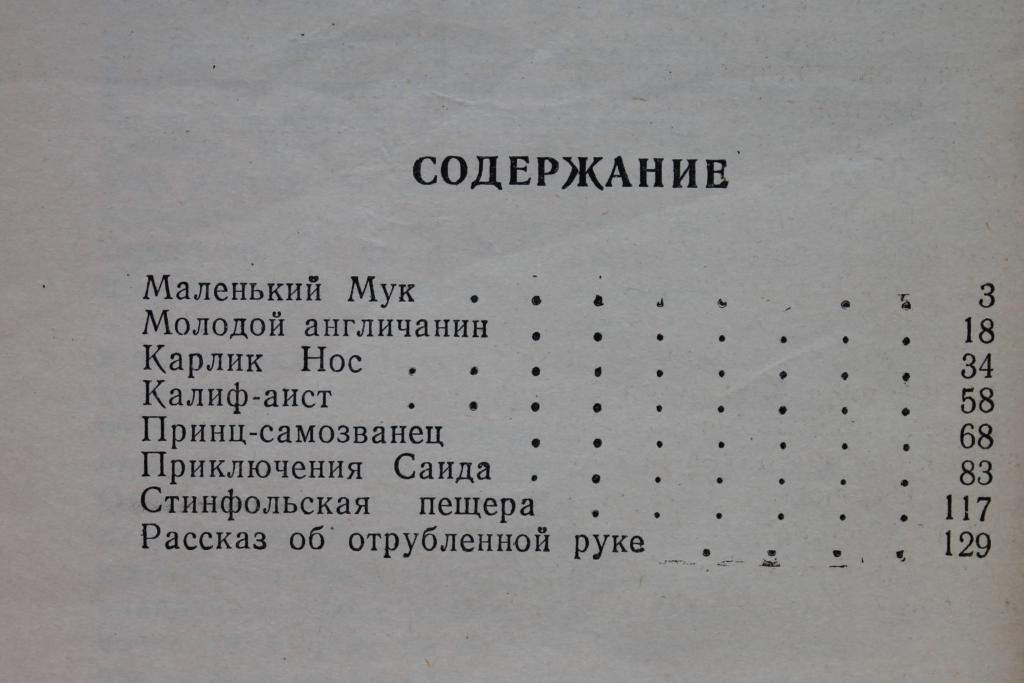 СОДЕРЖАНИЕ
Маленький Мук . . . . . . . 3
Молодой англичанин . . . . . . . 18
Карлик Нос . . . . . . . . . 34
Калиф-аист . . . . . . . . . 58
Принц-самозванец . . . . . . . 68
Приключения Саида . . . . . . . 83
Стинфольская пещера . . . . . . 117
Рассказ об отрубленной руке . . . . 129